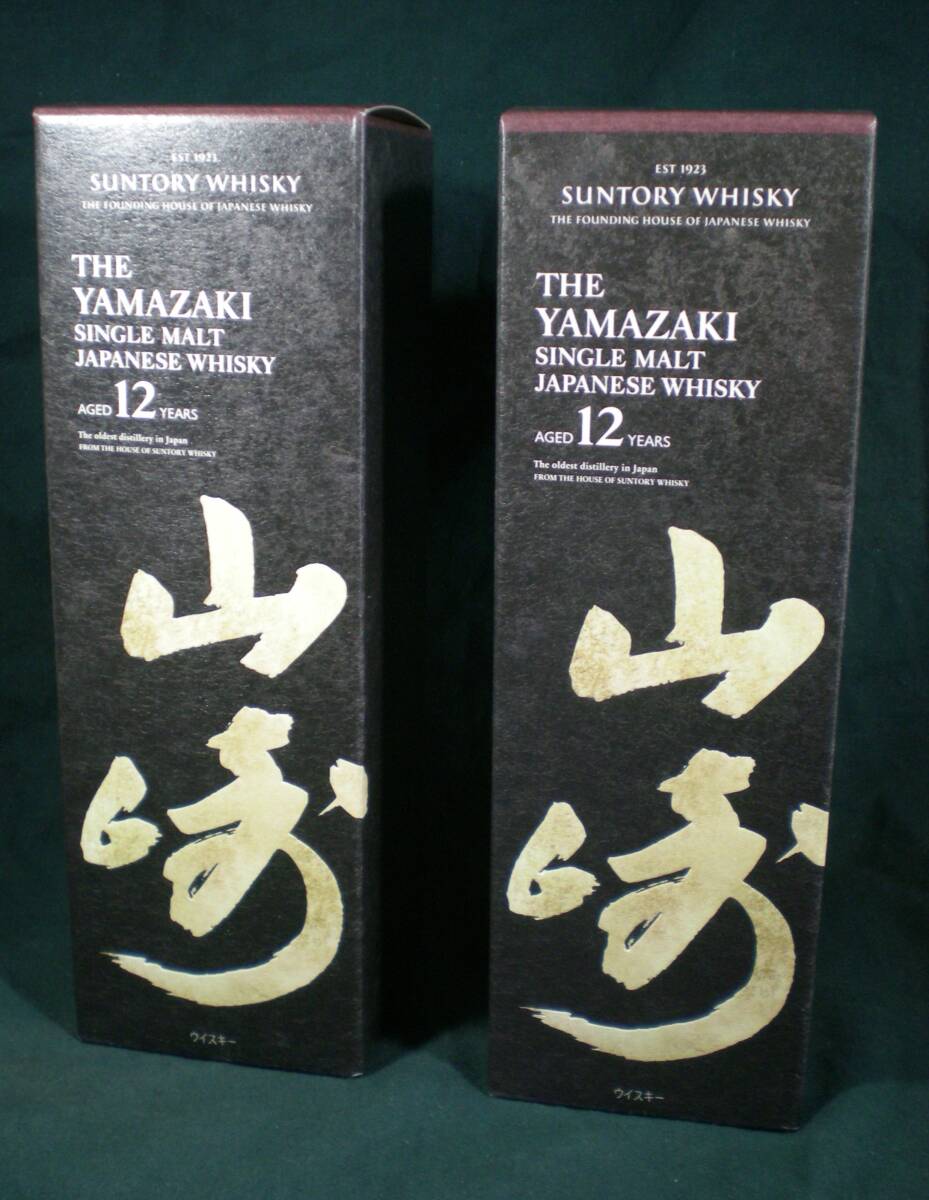 EST 1923
SUNTORY WHISKY
THE FOUNDING HOUSE OF JAPANESE WHISKY
THE
YAMAZAKI
SINGLE MALT
JAPANESE WHISKY
AGED 12 YEARS
The oldest distillery in Japan
FROM THE HOUSE OF SUNTORY WHISKY
山
崎
ウイスキー
EST 1923
SUNTORY WHISKY
THE FOUNDING HOUSE OF JAPANESE WHISKY
THE
YAMAZAKI
SINGLE MALT
JAPANESE WHISKY
AGED 12 YEARS
The oldest distillery in Japan
FROM THE HOUSE OF SUNTORY WHISKY
山
崎
ウイスキー